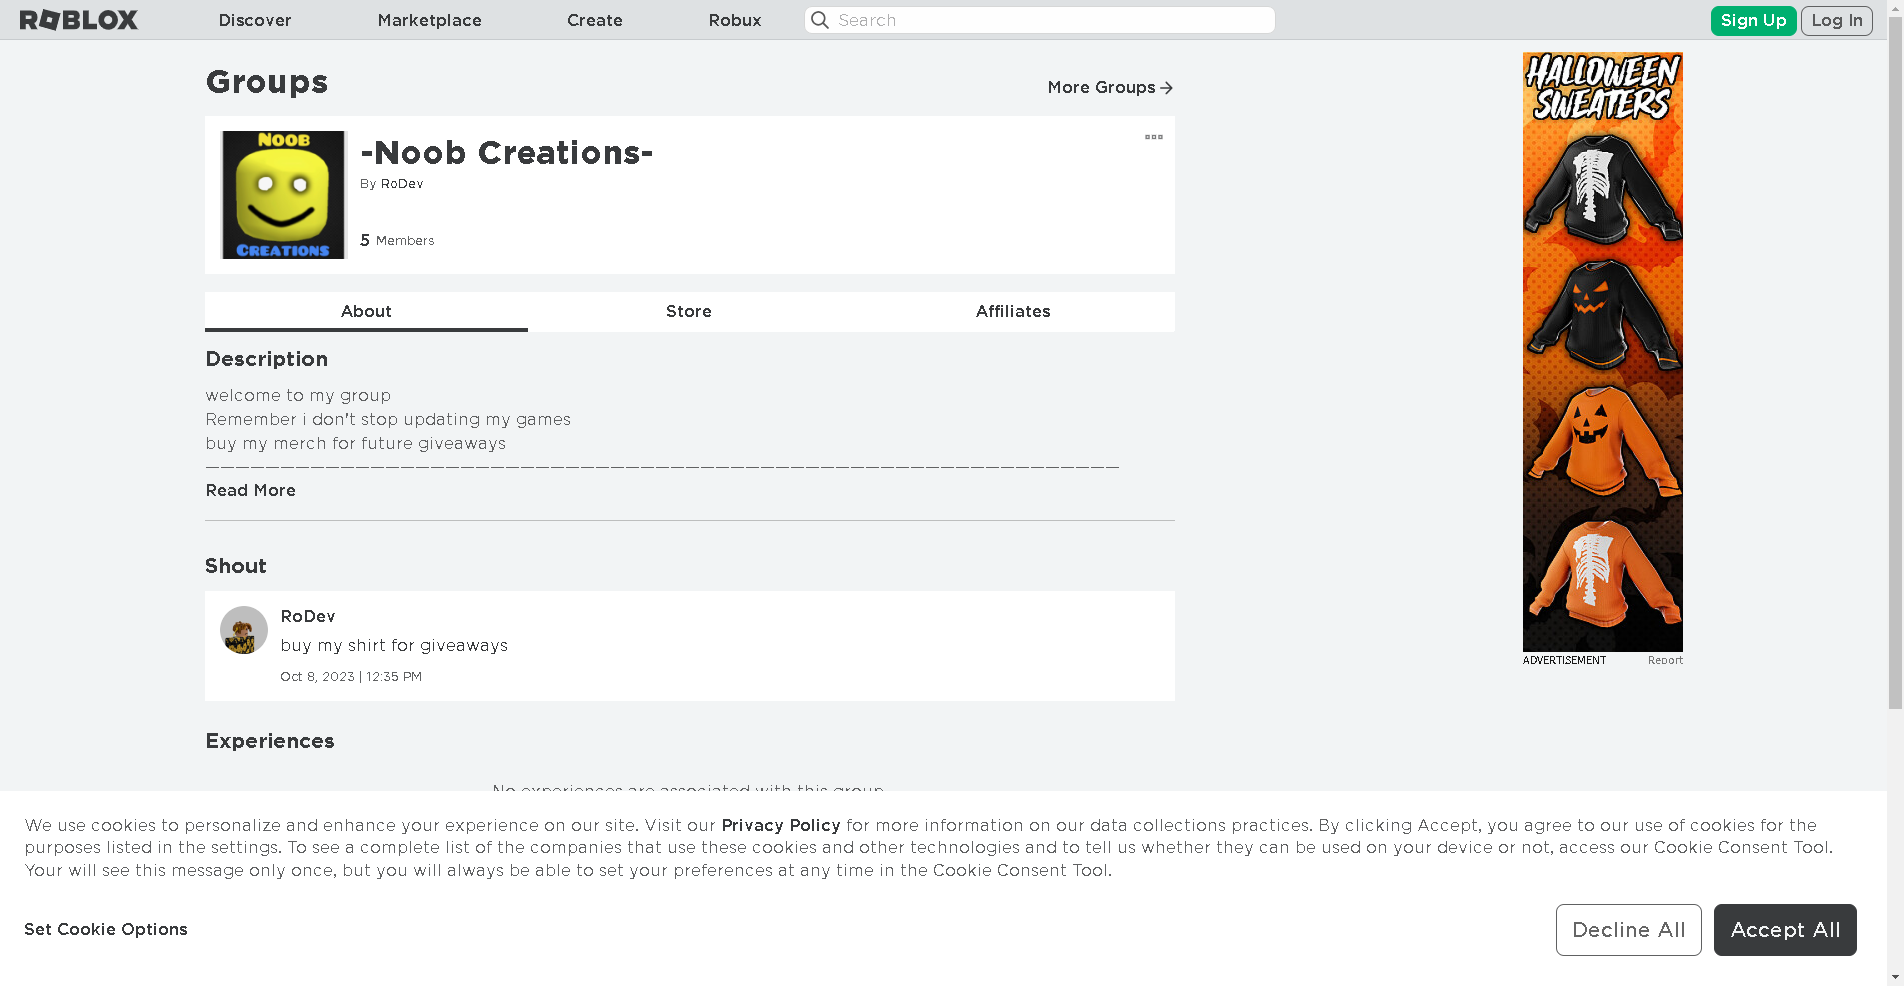 ROBLOX Discover Marketplace Create Robux Search Sign Up Log In
Groups
More Groups
NOOB
CREATIONS
-Noob Creations-
By RoDev
5 Members
About Store Affiliates
Description
welcome to my group
Remember i don't stop updating my games
buy my merch for future giveaways
—————————————————————————————————————————————————————————————
Read More
Shout
RoDev
buy my shirt for giveaways
Oct 8, 2023 | 12:35 PM
Experiences
No experiences are associated with this group
HALLOWEEN
SWEATERS
ADVERTISEMENT Report
We use cookies to personalize and enhance your experience on our site. Visit our Privacy Policy for more information on our data collections practices. By clicking Accept, you agree to our use of cookies for the
purposes listed in the settings. To see a complete list of the companies that use these cookies and other technologies and to tell us whether they can be used on your device or not, access our Cookie Consent Tool.
Your will see this message only once, but you will always be able to set your preferences at any time in the Cookie Consent Tool.
Set Cookie Options
Decline All Accept All